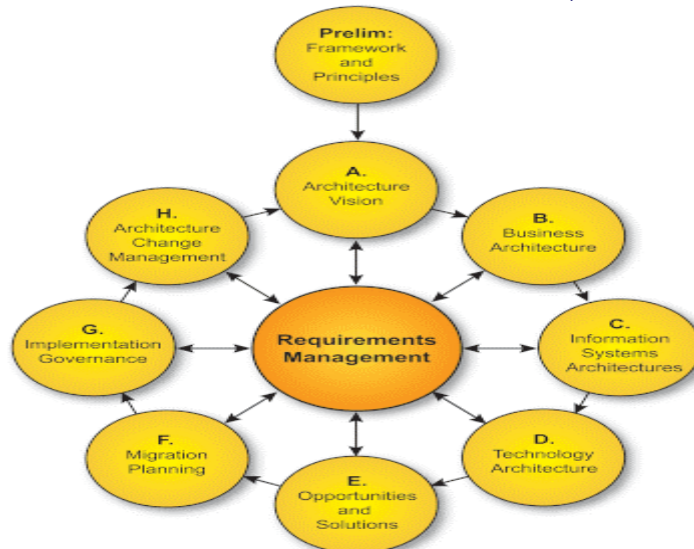 Prelim:
Framework
and
Principles
A.
Architecture
Vision
B.
Business
Architecture
C.
Information
Systems
Architectures
D.
Technology
Architecture
E.
Opportunities
and
Solutions
F.
Migration
Planning
G.
Implementation
Governance
H.
Architecture
Change
Management
Requirements
Management